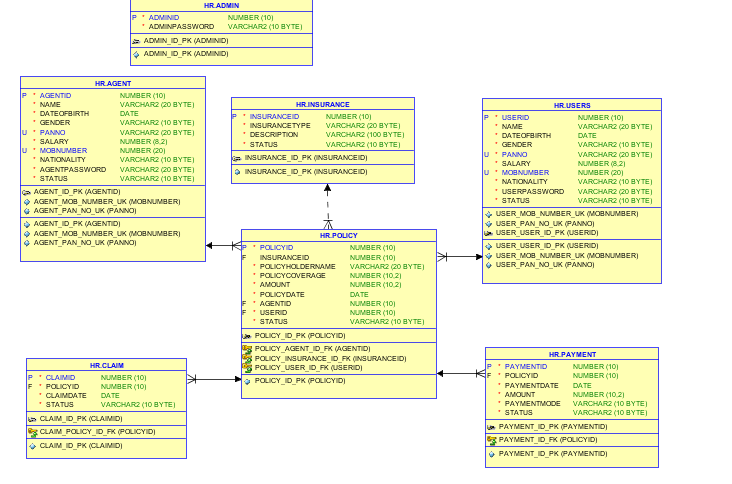 HR.ADMIN
P * ADMINID NUMBER (10)
* ADMINPASSWORD VARCHAR2 (10 BYTE)
ADMIN_ID_PK (ADMINID)
ADMIN_ID_PK (ADMINID)
HR.AGENT
P * AGENTID NUMBER (10)
* NAME VARCHAR2 (20 BYTE)
* DATEOFBIRTH DATE
* GENDER VARCHAR2 (10 BYTE)
U * PANNO VARCHAR2 (20 BYTE)
* SALARY NUMBER (8,2)
U * MOBNUMBER NUMBER (20)
* NATIONALITY VARCHAR2 (10 BYTE)
* AGENTPASSWORD VARCHAR2 (20 BYTE)
* STATUS VARCHAR2 (10 BYTE)
AGENT_ID_PK (AGENTID)
AGENT_MOB_NUMBER_UK (MOBNUMBER)
AGENT_PAN_NO_UK (PANNO)
AGENT_ID_PK (AGENTID)
AGENT_MOB_NUMBER_UK (MOBNUMBER)
AGENT_PAN_NO_UK (PANNO)
HR.INSURANCE
P * INSURANCEID NUMBER (10)
* INSURANCETYPE VARCHAR2 (20 BYTE)
* DESCRIPTION VARCHAR2 (100 BYTE)
* STATUS VARCHAR2 (10 BYTE)
INSURANCE_ID_PK (INSURANCEID)
INSURANCE_ID_PK (INSURANCEID)
HR.USERS
P * USERID NUMBER (10)
* NAME VARCHAR2 (20 BYTE)
* DATEOFBIRTH DATE
* GENDER VARCHAR2 (10 BYTE)
U * PANNO VARCHAR2 (20 BYTE)
* SALARY NUMBER (8,2)
U * MOBNUMBER NUMBER (20)
* NATIONALITY VARCHAR2 (10 BYTE)
* USERPASSWORD VARCHAR2 (20 BYTE)
* STATUS VARCHAR2 (10 BYTE)
USER_MOB_NUMBER_UK (MOBNUMBER)
USER_PAN_NO_UK (PANNO)
USER_USER_ID_PK (USERID)
USER_USER_ID_PK (USERID)
USER_MOB_NUMBER_UK (MOBNUMBER)
USER_PAN_NO_UK (PANNO)
HR.POLICY
P * POLICYID NUMBER (10)
F INSURANCEID NUMBER (10)
* POLICYHOLDERNAME VARCHAR2 (20 BYTE)
* POLICYCOVERAGE NUMBER (10,2)
* AMOUNT NUMBER (10,2)
* POLICYDATE DATE
F * AGENTID NUMBER (10)
F * USERID NUMBER (10)
* STATUS VARCHAR2 (10 BYTE)
POLICY_ID_PK (POLICYID)
POLICY_AGENT_ID_FK (AGENTID)
POLICY_INSURANCE_ID_FK (INSURANCEID)
POLICY_USER_ID_FK (USERID)
POLICY_ID_PK (POLICYID)
HR.CLAIM
P * CLAIMID NUMBER (10)
F * POLICYID NUMBER (10)
* CLAIMDATE DATE
* STATUS VARCHAR2 (10 BYTE)
CLAIM_ID_PK (CLAIMID)
CLAIM_POLICY_ID_FK (POLICYID)
CLAIM_ID_PK (CLAIMID)
HR.PAYMENT
P * PAYMENTID NUMBER (10)
F * POLICYID NUMBER (10)
* PAYMENTDATE DATE
* AMOUNT NUMBER (10,2)
* PAYMENTMODE VARCHAR2 (20 BYTE)
* STATUS VARCHAR2 (10 BYTE)
PAYMENT_ID_PK (PAYMENTID)
PAYMENT_ID_FK (POLICYID)
PAYMENT_ID_PK (PAYMENTID)